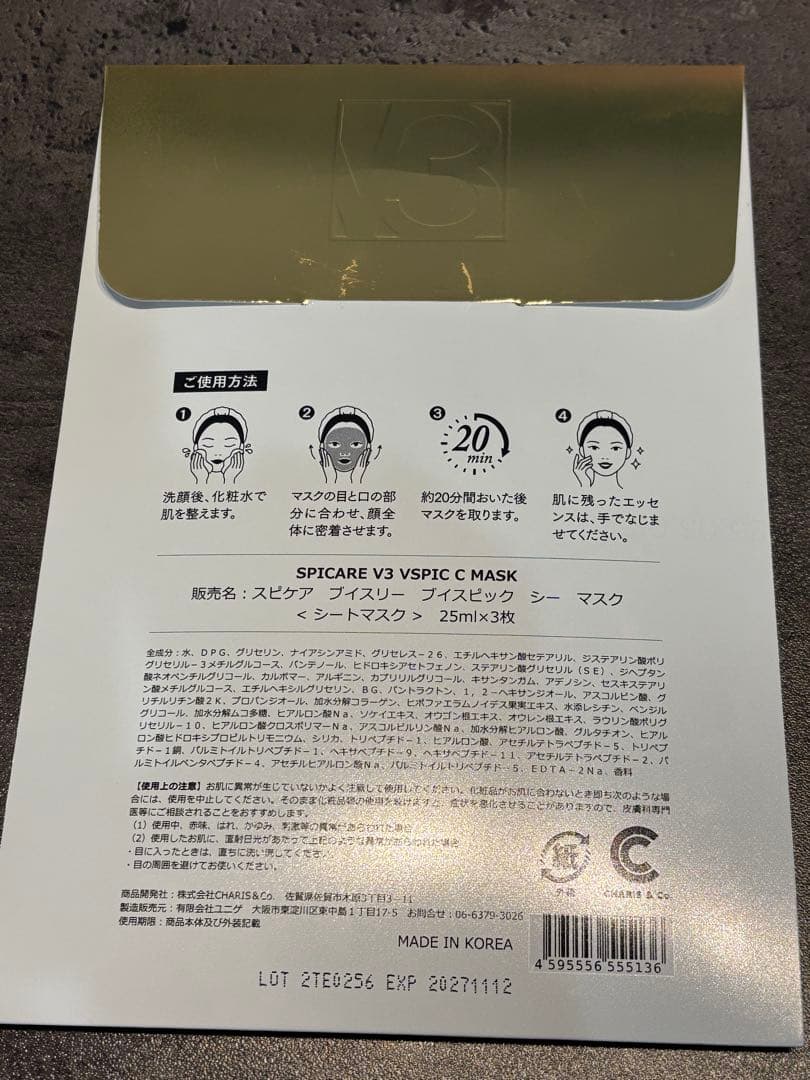 V3
ご使用方法
1
洗顔後、化粧水で
肌を整えます。
2
マスクの目と口の部
分に合わせ、顔全
体に密着させます。
3
20
min
約20分間おいた後
マスクを取ります。
4
肌に残ったエッセ
ンスは、手でなじま
せてください。
SPICARE V3 VSPIC C MASK
販売名：スピケア ブイスリー ブイスピック シー マスク
＜シートマスク＞ 25ml×3枚
全成分：水、ＤＰＧ、グリセリン、ナイアシンアミド、グリセレス－２６、エチルヘキサン酸セテアリル、ジステアリン酸ポリ
グリセリル－３メチルグルコース、パンテノール、ヒドロキシアセトフェノン、ステアリン酸グリセリル（ＳＥ）、ジヘプタン
酸ネオペンチルグリコール、カルボマー、アルギニン、カプリリルグリコール、キサンタンガム、アデノシン、セスキステアリ
ン酸メチルグルコース、エチルヘキシルグリセリン、ＢＧ、パントラクトン、１，２－ヘキサンジオール、アスコルビン酸、グ
リチルリチン酸２Ｋ、プロパンジオール、加水分解コラーゲン、ヒポファエラムノイデス果実エキス、水添レシチン、ベンジル
グリコール、加水分解ムコ多糖、ヒアルロン酸Ｎａ、ソケイエキス、オウゴン根エキス、オウレン根エキス、ラウリン酸ポリグ
リセリル－１０、ヒアルロン酸クロスポリマーＮａ、アスコルビルリン酸Ｎａ、加水分解ヒアルロン酸、グルタチオン、ヒアル
ロン酸ヒドロキシプロピルトリモニウム、シリカ、トリペプチド－１、ヒアルロン酸、アセチルテトラペプチド－５、トリペプ
チド－１銅、パルミトイルトリペプチド－１、ヘキサペプチド－９、ヘキサペプチド－１１、アセチルテトラペプチド－２、パ
ルミトイルペンタペプチド－４、アセチルヒアルロン酸Ｎａ、パルミトイルトリペプチド－５、ＥＤＴＡ－２Ｎａ、香料
【使用上の注意】お肌に異常が生じていないかよく注意して使用してください。化粧品がお肌に合わないとき即ち次のような場
合には、使用を中止してください。そのまま化粧品類の使用を続けますと、症状を悪化させることがありますので、皮膚科専門
医等にご相談されることをおすすめします。
（1）使用中、赤味、はれ、かゆみ、刺激等の異常があらわれた場合
（2）使用したお肌に、直射日光があたって上記のような異常があらわれた場合
・目に入ったときは、直ちに洗い流してください。
・目の周囲を避けてお使いください。
紙
外箱
CHARIS & Co.
商品開発社：株式会社CHARIS＆Co. 佐賀県佐賀市木原3丁目3－11
製造販売元：有限会社ユニゲ 大阪市東淀川区東中島１丁目17-5 お問合せ：06-6379-3026
使用期限：商品本体及び外装記載
MADE IN KOREA
4 595556 555136
LOT 2TE0256 EXP 20271112